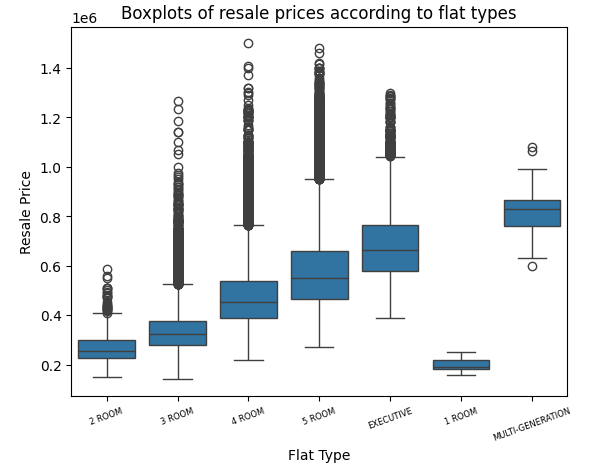 Boxplots of resale prices according to flat types
1e6
1.4
1.2
1.0
0.8
0.6
0.4
0.2
Resale Price
2 ROOM
3 ROOM
4 ROOM
5 ROOM
EXECUTIVE
1 ROOM
MULTI-GENERATION
Flat Type